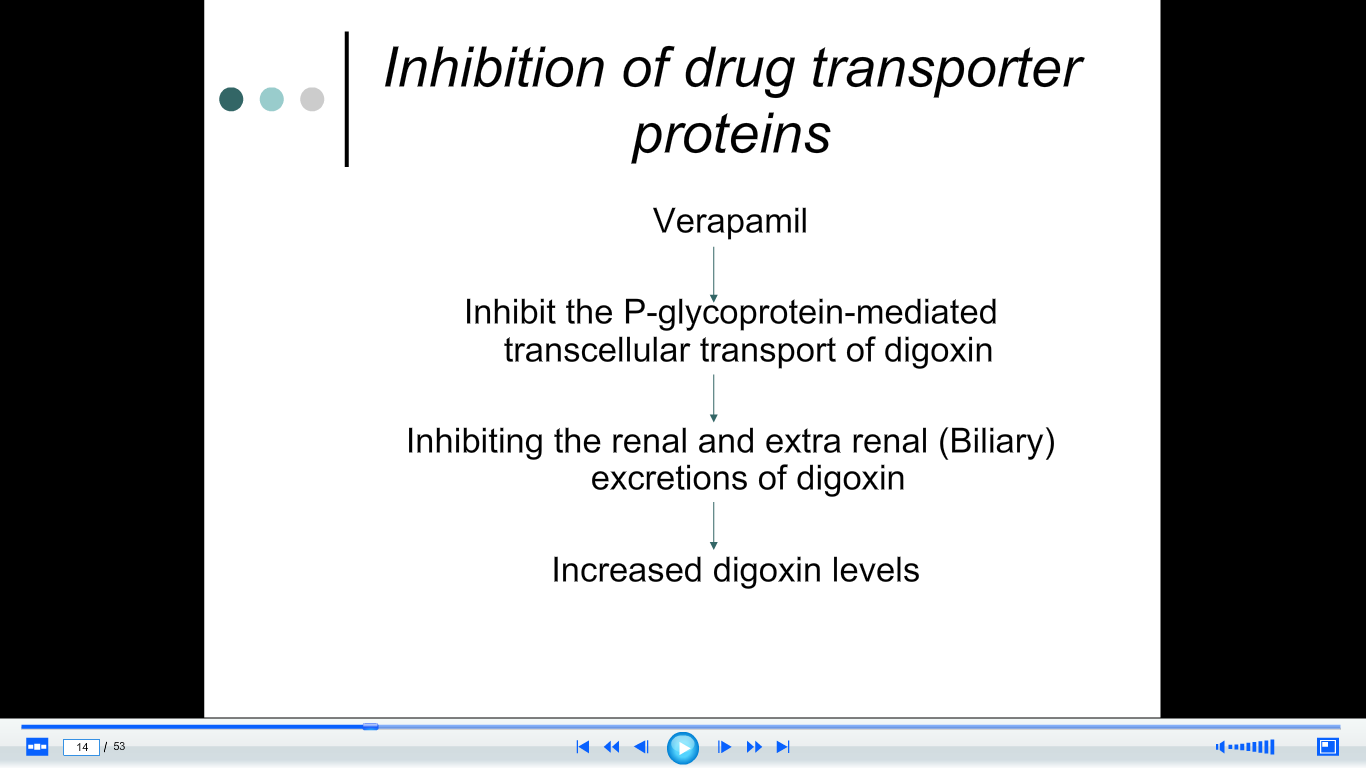 Inhibition of drug transporter
proteins
Verapamil
Inhibit the P-glycoprotein-mediated
transcellular transport of digoxin
Inhibiting the renal and extra renal (Biliary)
excretions of digoxin
Increased digoxin levels
14 / 53